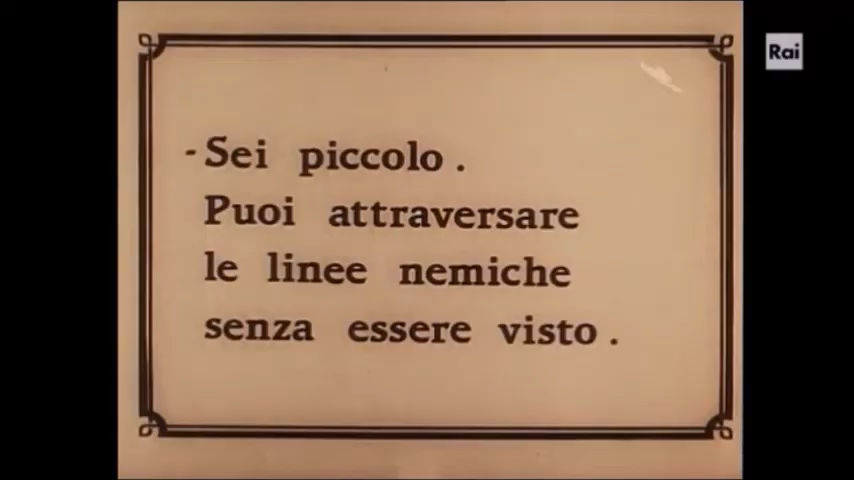 Rai
- Sei piccolo.
Puoi attraversare
le linee nemiche
senza essere visto.